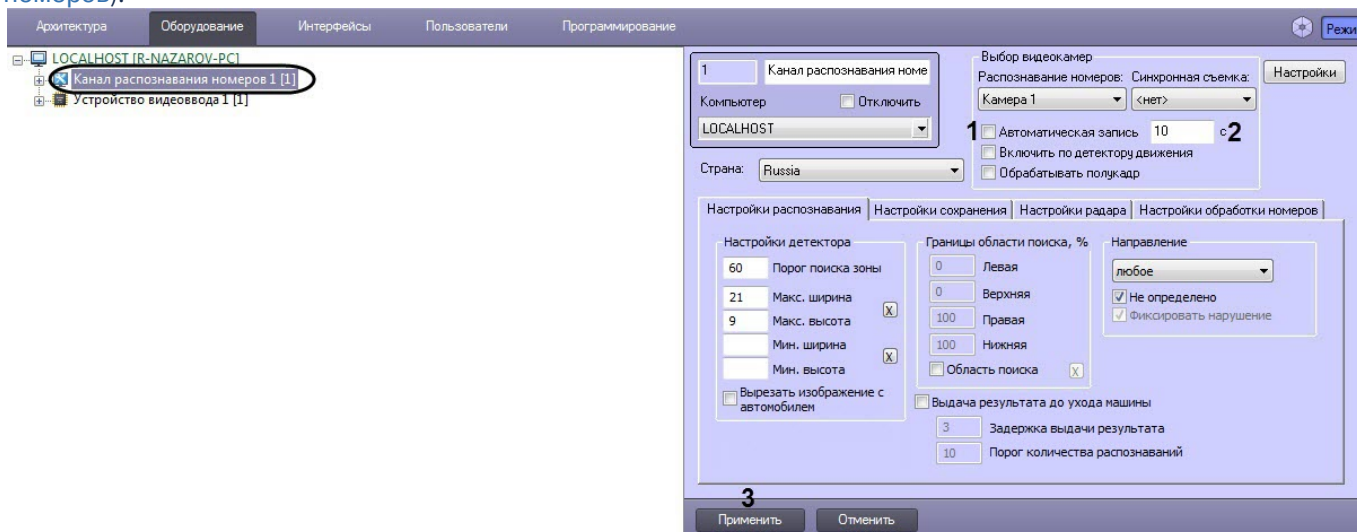 номеров).
Архитектура Оборудование Интерфейсы Пользователи Программирование Режи
LOCALHOST [R-NAZAROV-PC]
Канал распознавания номеров 1 [1]
Устройство видеоввода 1 [1]
1 Канал распознавания номе
Компьютер Отключить
LOCALHOST
Страна: Russia
Выбор видеокамер
Распознавание номеров: Синхронная съемка:
Камера 1 <нет>
Настройки
1 Автоматическая запись 10 с 2
Включить по детектору движения
Обрабатывать полукадр
Настройки распознавания Настройки сохранения Настройки радара Настройки обработки номеров
Настройки детектора
60 Порог поиска зоны
21 Макс. ширина
9 Макс. высота
X
Мин. ширина
Мин. высота
X
Вырезать изображение с
автомобилем
Границы области поиска, %
0 Левая
0 Верхняя
100 Правая
100 Нижняя
Область поиска X
Направление
любое
Не определено
Фиксировать нарушение
Выдача результата до ухода машины
3 Задержка выдачи результата
10 Порог количества распознаваний
3
Применить Отменить